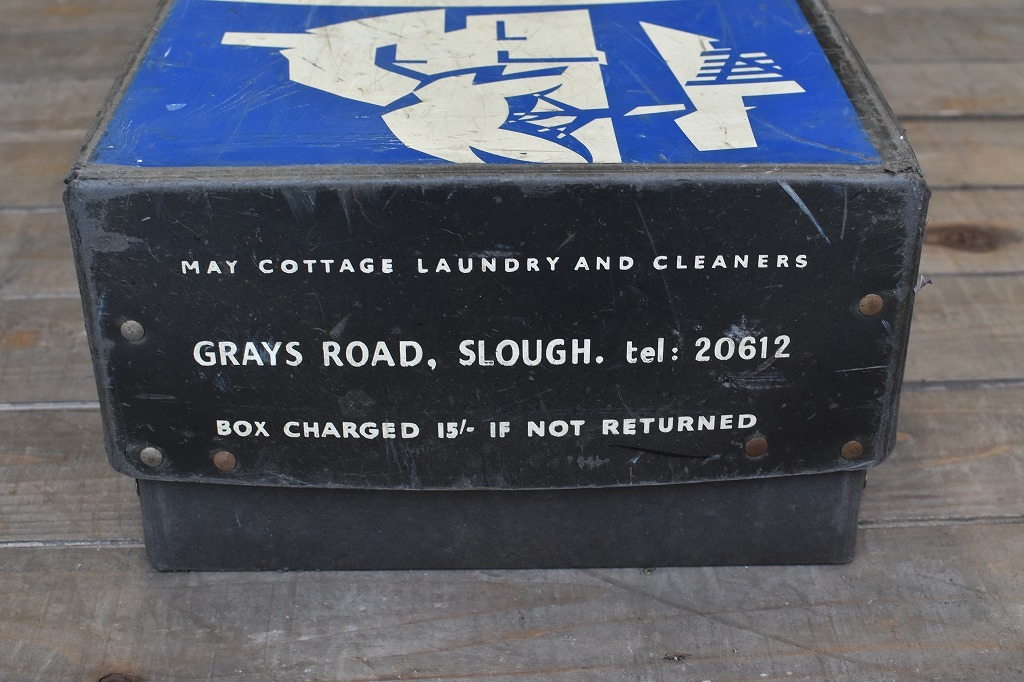 MAY COTTAGE LAUNDRY AND CLEANERS
GRAYS ROAD, SLOUGH. tel: 20612
BOX CHARGED 15/- IF NOT RETURNED